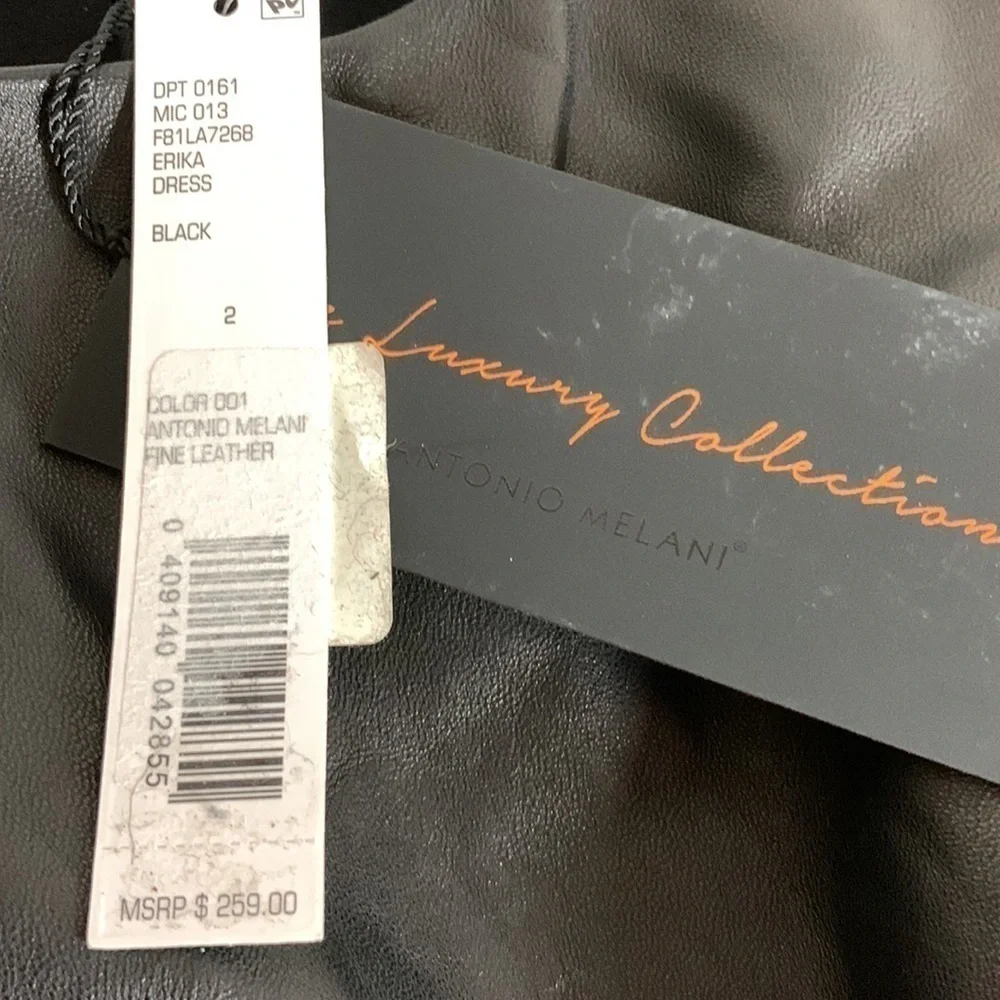 DPT 0161
MIC 013
F81LA7268
ERIKA
DRESS
BLACK
2
COLOR 001
ANTONIO MELANI
FINE LEATHER
0 409140 042855
MSRP $ 259.00
Luxury Collection
ANTONIO MELANI®